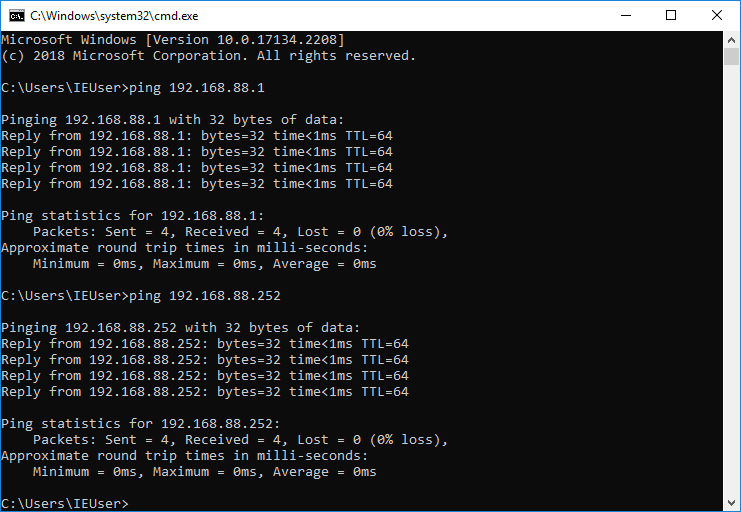 C:\Windows\system32\cmd.exe
Microsoft Windows [Version 10.0.17134.2208]
(c) 2018 Microsoft Corporation. All rights reserved.
C:\Users\IEUser>ping 192.168.88.1
Pinging 192.168.88.1 with 32 bytes of data:
Reply from 192.168.88.1: bytes=32 time<1ms TTL=64
Reply from 192.168.88.1: bytes=32 time<1ms TTL=64
Reply from 192.168.88.1: bytes=32 time<1ms TTL=64
Reply from 192.168.88.1: bytes=32 time<1ms TTL=64
Ping statistics for 192.168.88.1:
    Packets: Sent = 4, Received = 4, Lost = 0 (0% loss),
Approximate round trip times in milli-seconds:
    Minimum = 0ms, Maximum = 0ms, Average = 0ms
C:\Users\IEUser>ping 192.168.88.252
Pinging 192.168.88.252 with 32 bytes of data:
Reply from 192.168.88.252: bytes=32 time<1ms TTL=64
Reply from 192.168.88.252: bytes=32 time<1ms TTL=64
Reply from 192.168.88.252: bytes=32 time<1ms TTL=64
Reply from 192.168.88.252: bytes=32 time<1ms TTL=64
Ping statistics for 192.168.88.252:
    Packets: Sent = 4, Received = 4, Lost = 0 (0% loss),
Approximate round trip times in milli-seconds:
    Minimum = 0ms, Maximum = 0ms, Average = 0ms
C:\Users\IEUser>